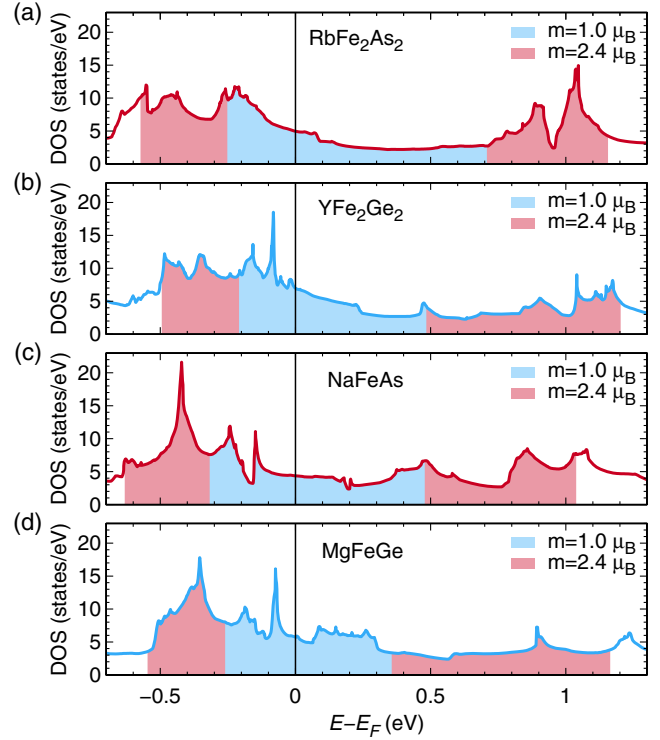 (a)
RbFe₂As₂
m=1.0 μB
m=2.4 μB
DOS (states/eV)
20
15
10
5
0
(b)
YFe₂Ge₂
m=1.0 μB
m=2.4 μB
DOS (states/eV)
20
15
10
5
0
(c)
NaFeAs
m=1.0 μB
m=2.4 μB
DOS (states/eV)
20
15
10
5
0
(d)
MgFeGe
m=1.0 μB
m=2.4 μB
DOS (states/eV)
20
15
10
5
0
−0.5 0 0.5 1
E−E_F (eV)